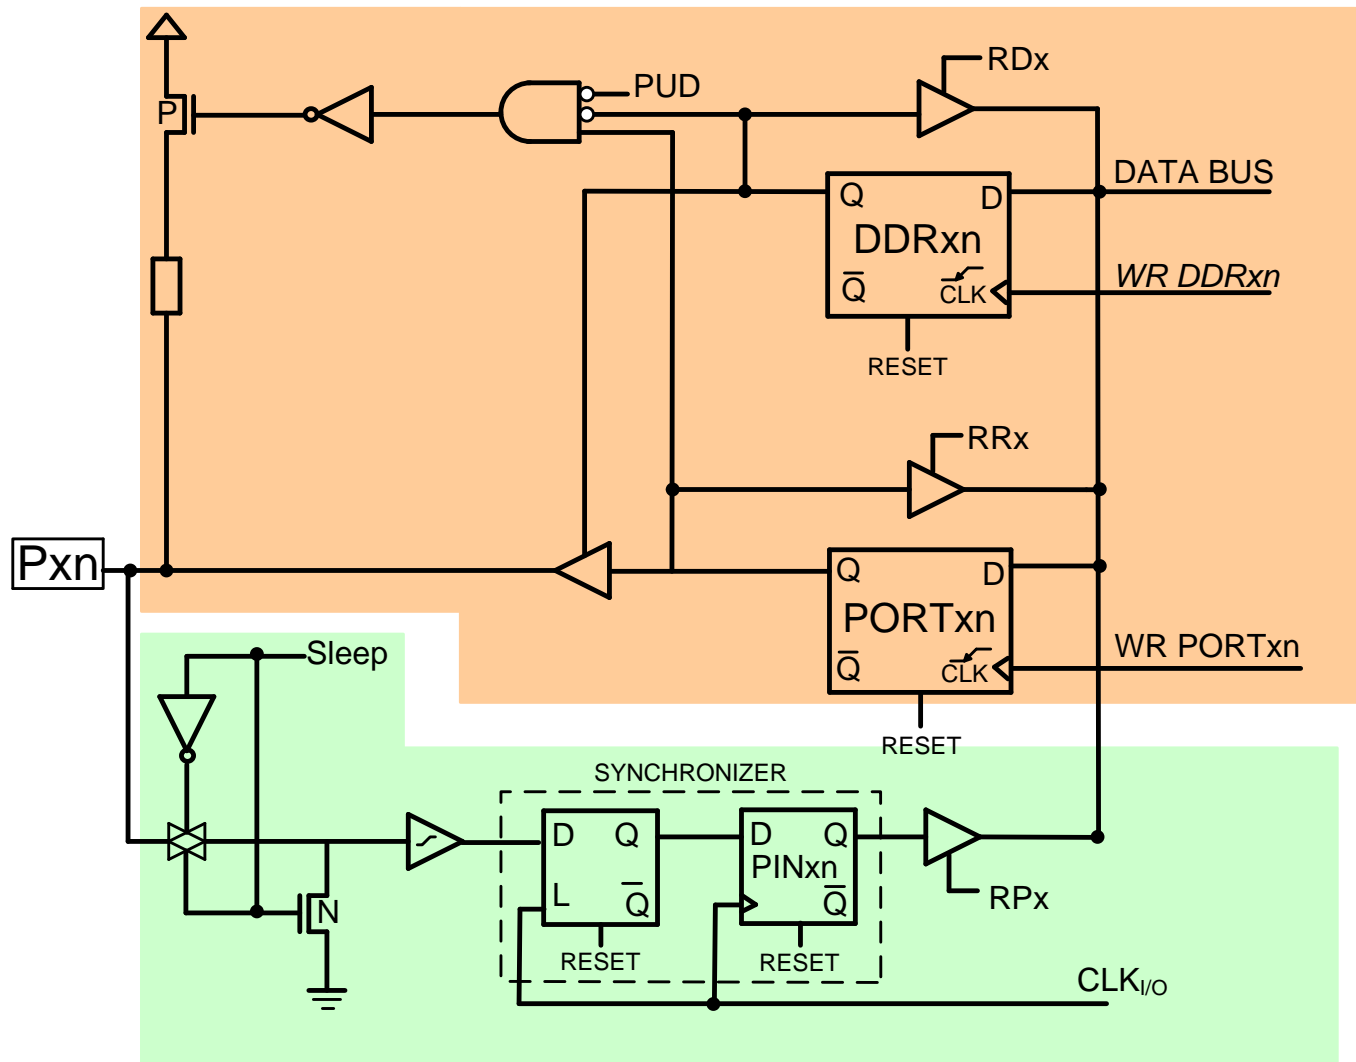 RDx
PUD
P
DATA BUS
Q D
DDRxn
WR DDRxn
Q̅ CLK
RESET
RRx
Pxn
Q D
PORTxn
WR PORTxn
Q̅ CLK
Sleep
RESET
SYNCHRONIZER
D Q
D Q
PINxn
L Q̅
Q̅
RPx
N
RESET
RESET
CLKI/O